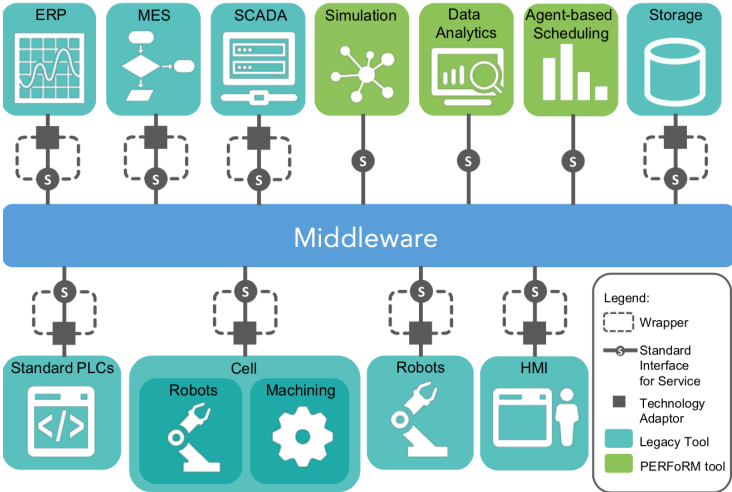 ERP
MES
SCADA
Simulation
Data
Analytics
Agent-based
Scheduling
Storage
S
S
S
S
S
S
S
Middleware
S
S
S
S
Standard PLCs
</>
Cell
Robots
Machining
Robots
HMI
Legend:
Wrapper
S
Standard
Interface
for Service
Technology
Adaptor
Legacy Tool
PERFoRM tool